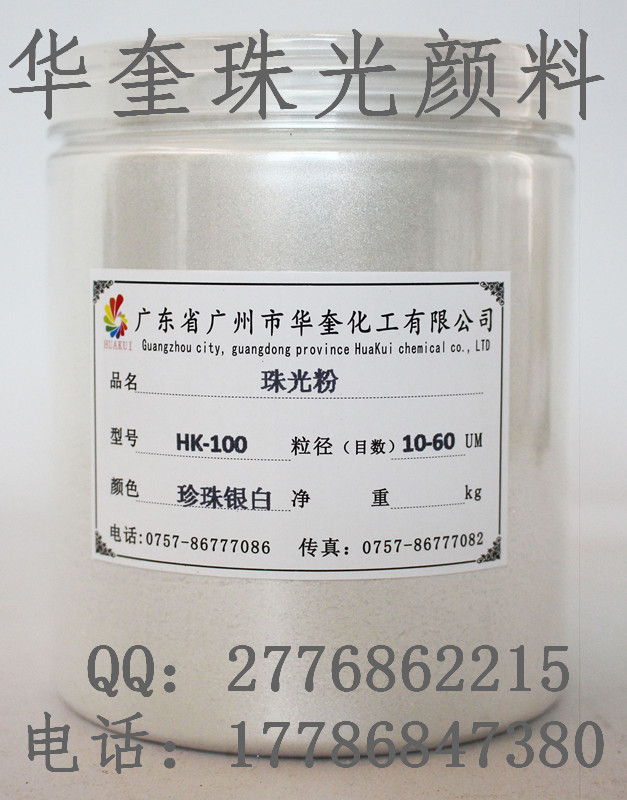 华奎珠光颜料
HUAKUI
广东省广州市华奎化工有限公司
Guangzhou city, guangdong province HuaKui chemical co., LTD
品名 珠光粉
型号 HK-100 粒径（目数）10-60 UM
颜色 珍珠银白 净 重 kg
电话:0757-86777086 传真: 0757-86777082
QQ: 2776862215
电话: 17786847380